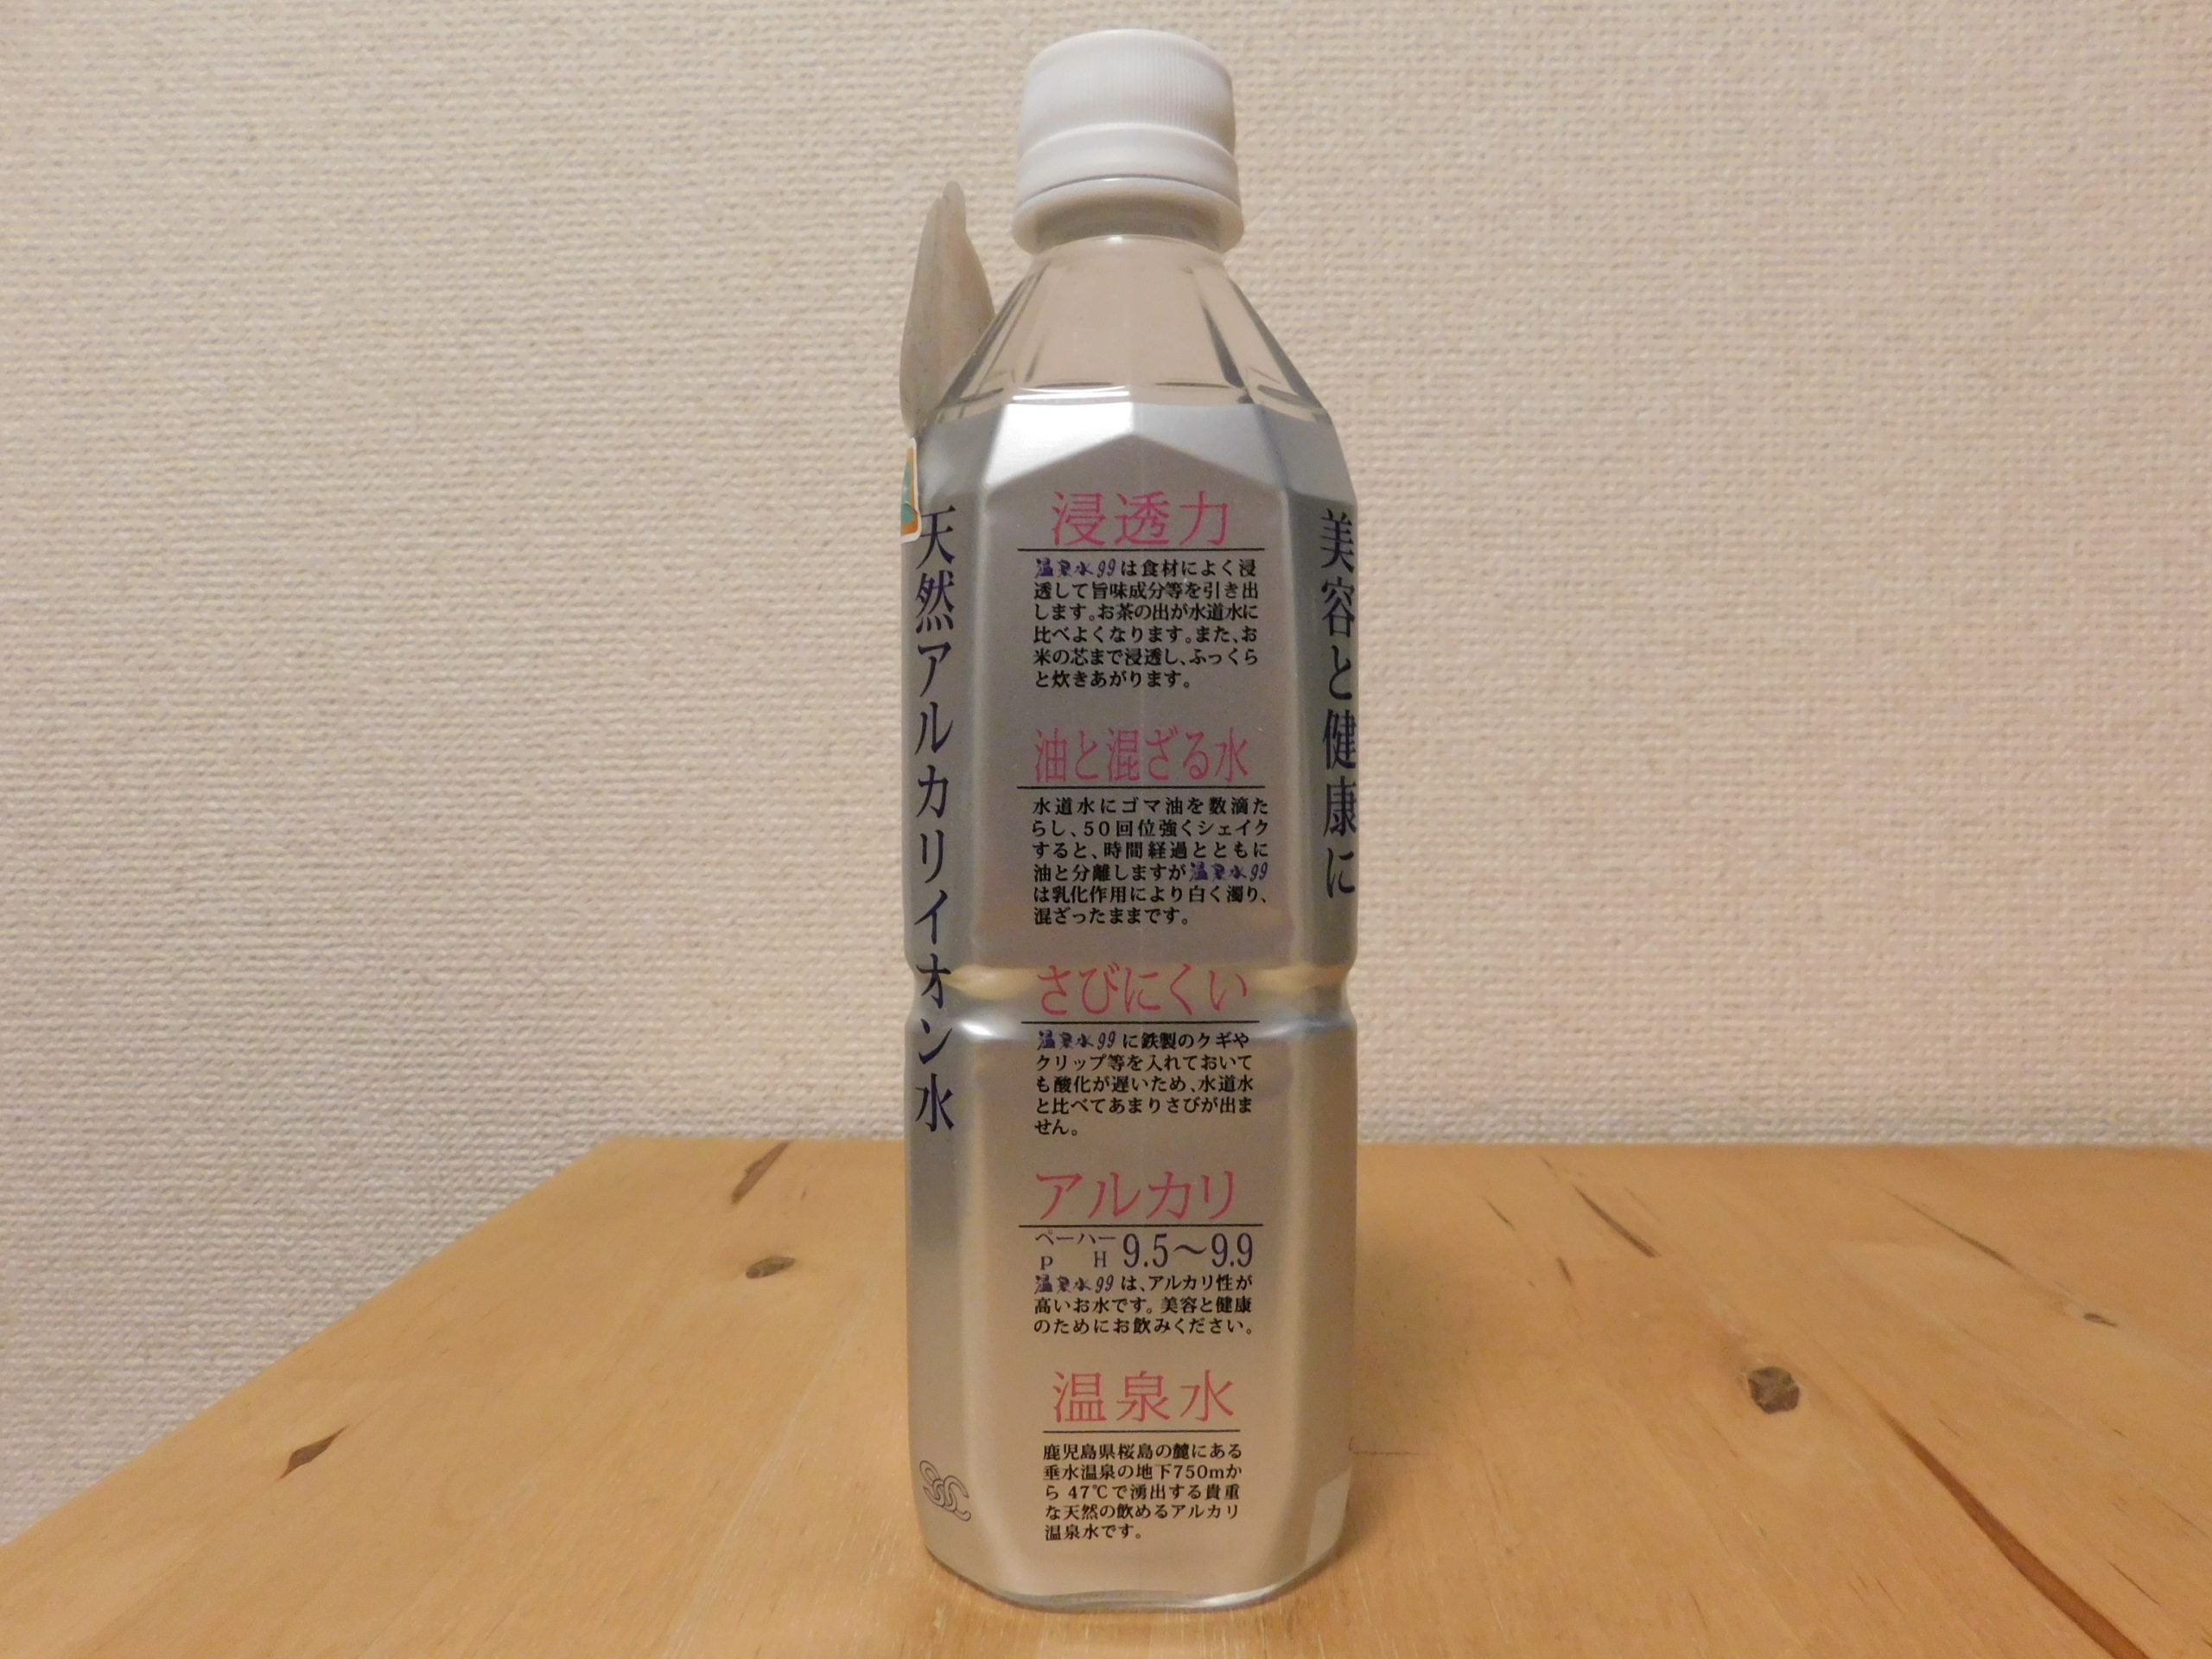 天然アルカリイオン水
浸透力
温泉水99は食材によく浸
透して旨味成分等を引き出
します。お茶の出が水道水に
比べよくなります。また、お
米の芯まで浸透し、ふっくら
と炊きあがります。
油と混ざる水
水道水にゴマ油を数滴た
らし、50回位強くシェイク
すると、時間経過とともに
油と分離しますが温泉水99
は乳化作用により白く濁り、
混ざったままです。
さびにくい
温泉水99に鉄製のクギや
クリップ等を入れておいて
も酸化が遅いため、水道水
と比べてあまりさびが出ま
せん。
アルカリ
ペーハー
pH 9.5～9.9
温泉水99は、アルカリ性が
高いお水です。美容と健康
のためにお飲みください。
温泉水
鹿児島県桜島の麓にある
垂水温泉の地下750mか
ら47℃で湧出する貴重
な天然の飲めるアルカリ
温泉水です。
美容と健康に